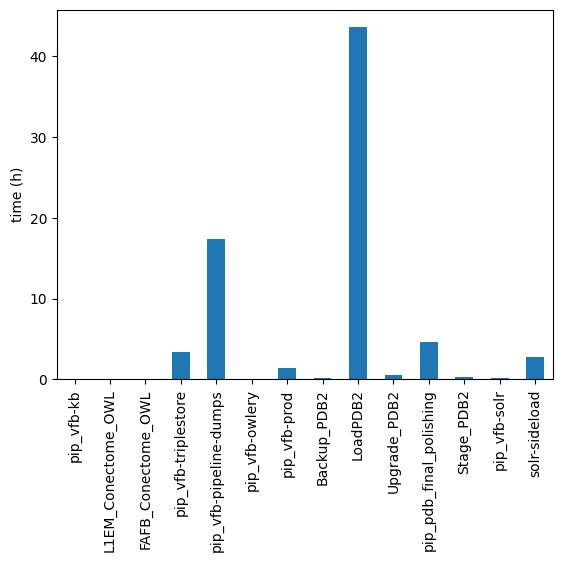 40
30
20
10
0
time (h)
pip_vfb-kb
L1EM_Conectome_OWL
FAFB_Conectome_OWL
pip_vfb-triplestore
pip_vfb-pipeline-dumps
pip_vfb-owlery
pip_vfb-prod
Backup_PDB2
LoadPDB2
Upgrade_PDB2
pip_pdb_final_polishing
Stage_PDB2
pip_vfb-solr
solr-sideload